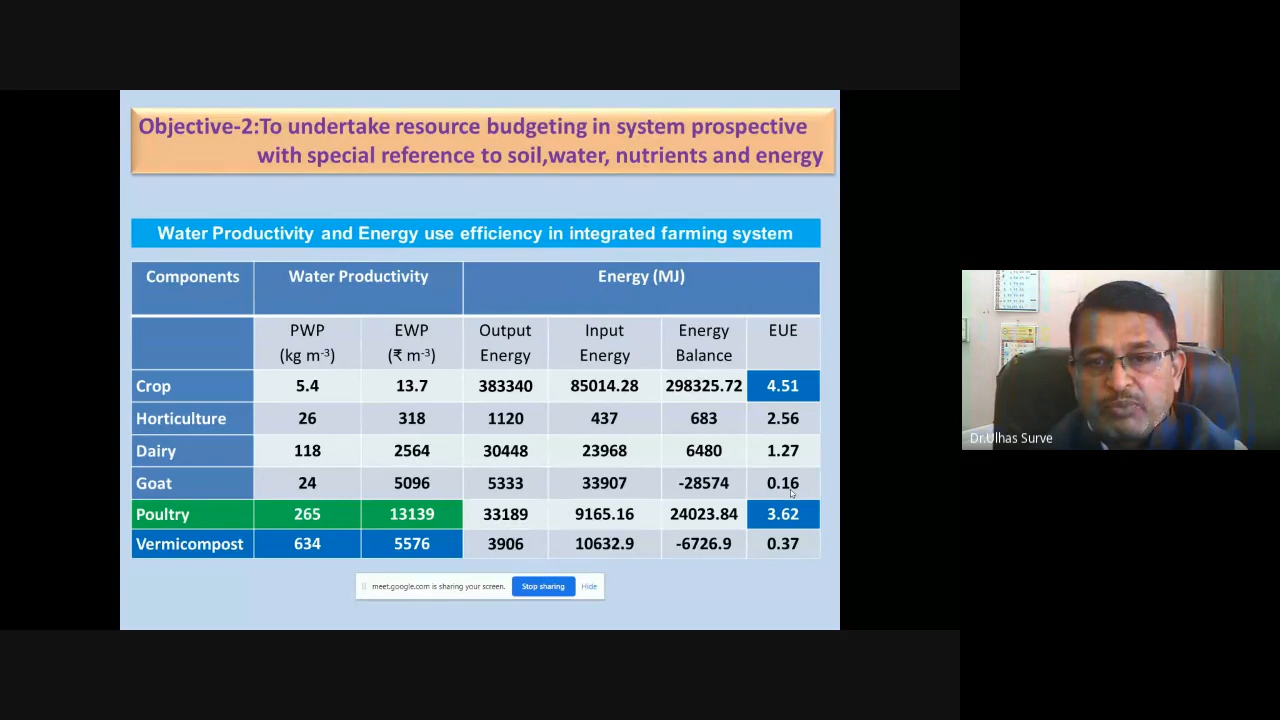 Objective-2:To undertake resource budgeting in system prospective
with special reference to soil,water, nutrients and energy
Water Productivity and Energy use efficiency in integrated farming system
Components Water Productivity Energy (MJ)
PWP (kg m-3) EWP (₹ m-3) Output Energy Input Energy Energy Balance EUE
Crop 5.4 13.7 383340 85014.28 298325.72 4.51
Horticulture 26 318 1120 437 683 2.56
Dairy 118 2564 30448 23968 6480 1.27
Goat 24 5096 5333 33907 -28574 0.16
Poultry 265 13139 33189 9165.16 24023.84 3.62
Vermicompost 634 5576 3906 10632.9 -6726.9 0.37
meet.google.com is sharing your screen. Stop sharing Hide
Dr.Ulhas Surve